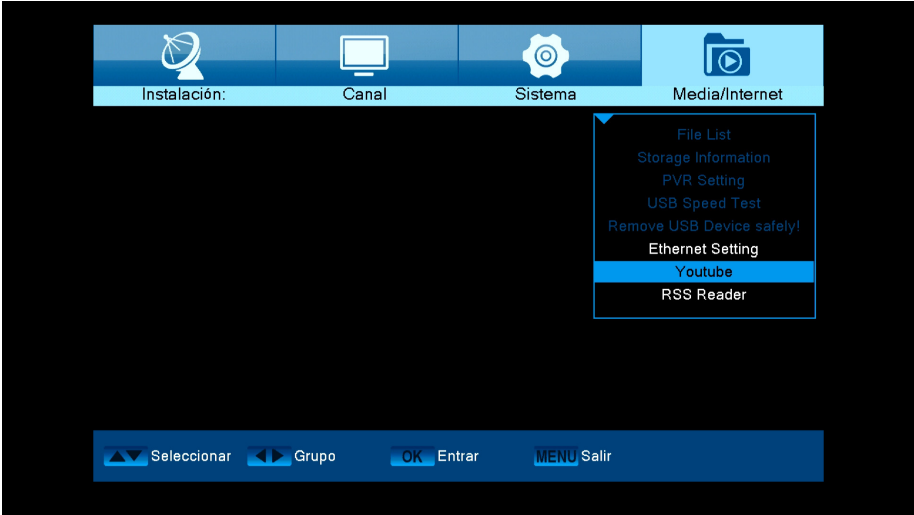 Instalación: Canal Sistema Media/Internet
File List
Storage Information
PVR Setting
USB Speed Test
Remove USB Device safely!
Ethernet Setting
Youtube
RSS Reader
Seleccionar Grupo OK Entrar MENU Salir